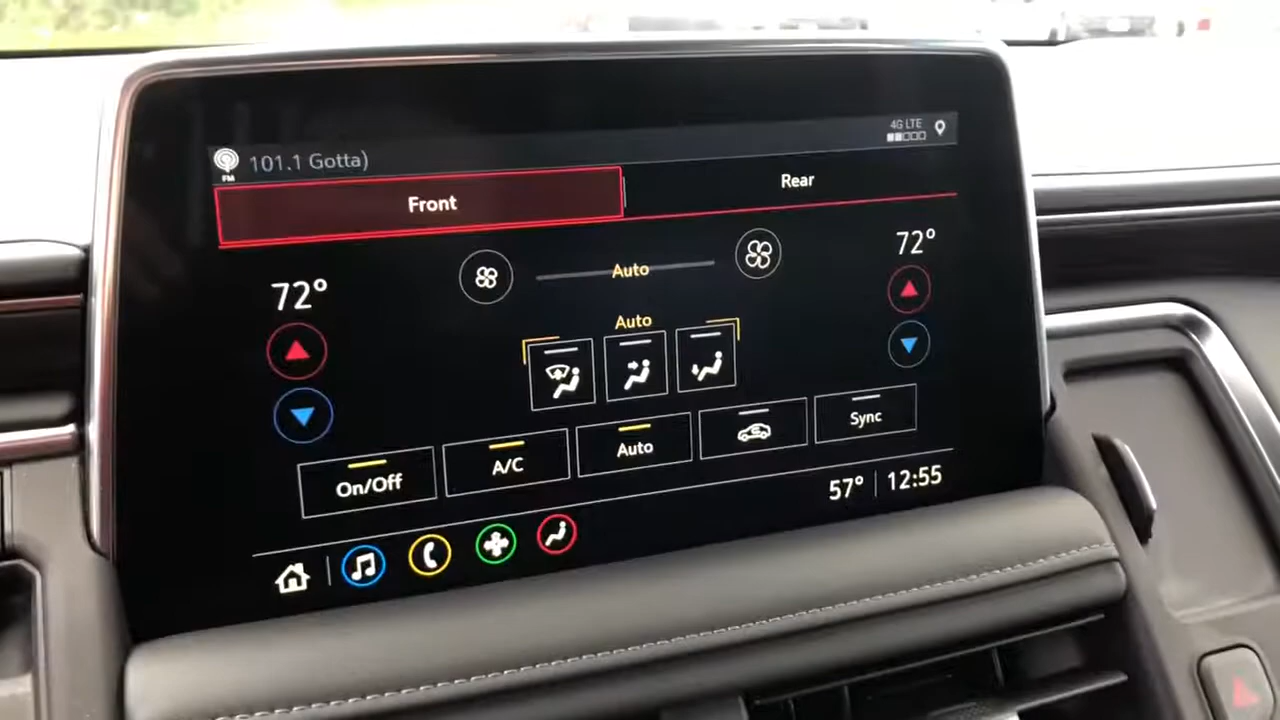 4G LTE
FM
101.1 Gotta)
Front
Rear
72°
Auto
72°
Auto
On/Off
A/C
Auto
Sync
57°
12:55